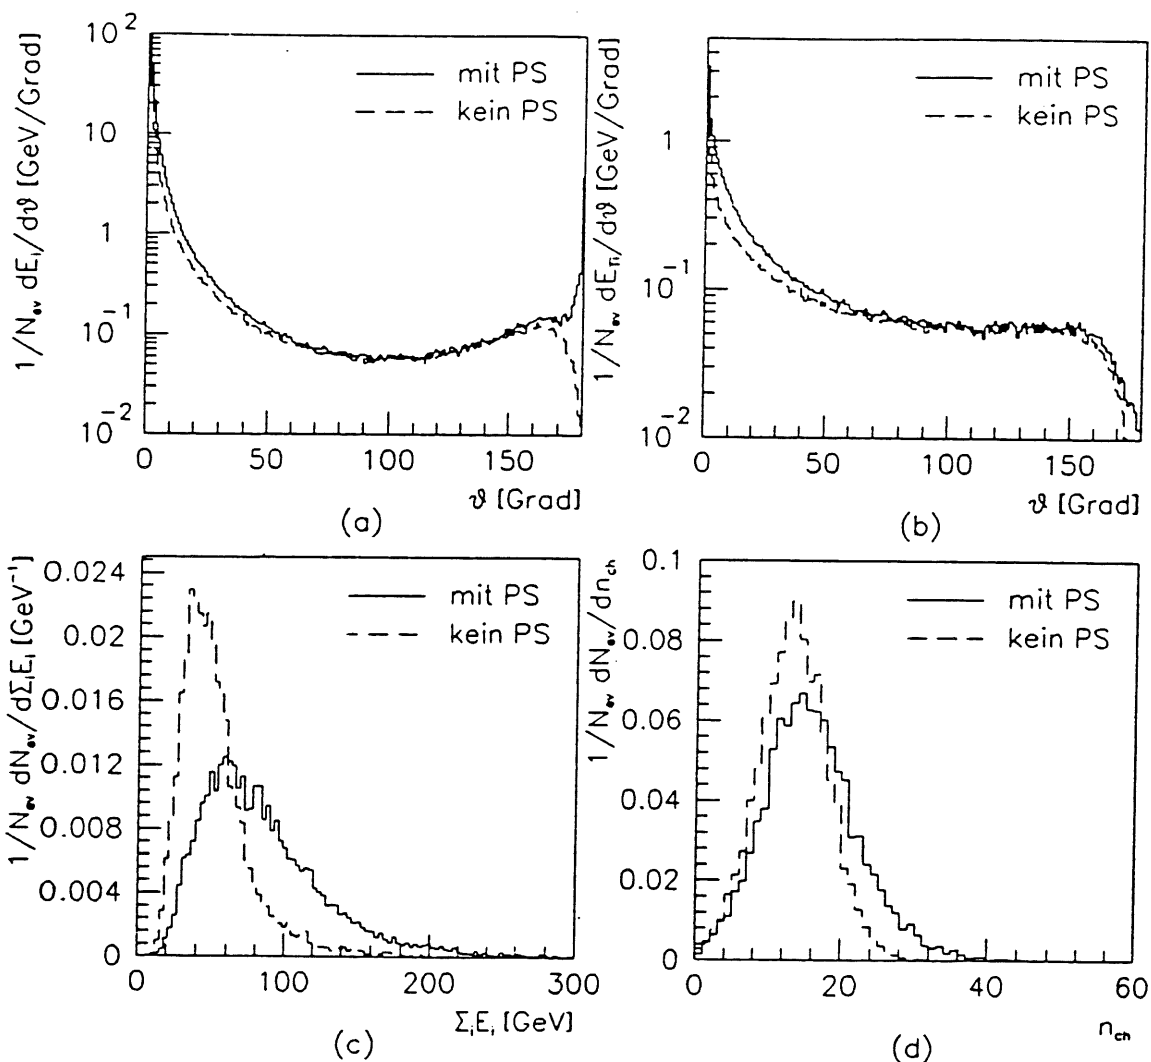 1/N_ev dE_i/dϑ [GeV/Grad]
10²
10
1
10⁻¹
10⁻²
mit PS
kein PS
0 50 100 150
ϑ [Grad]
(a)
1/N_ev dE_Ti/dϑ [GeV/Grad]
1
10⁻¹
10⁻²
mit PS
kein PS
0 50 100 150
ϑ [Grad]
(b)
1/N_ev dN_ev/dΣ_iE_i [GeV⁻¹]
0.024
0.02
0.016
0.012
0.008
0.004
0
mit PS
kein PS
0 100 200 300
Σ_iE_i [GeV]
(c)
1/N_ev dN_ev/dn_ch
0.1
0.08
0.06
0.04
0.02
0
mit PS
kein PS
0 20 40 60
n_ch
(d)